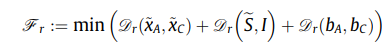 ℱ_r := min (𝒟_r(x̃_A, x̃_C) + 𝒟_r(S̃, I) + 𝒟_r(b_A, b_C))